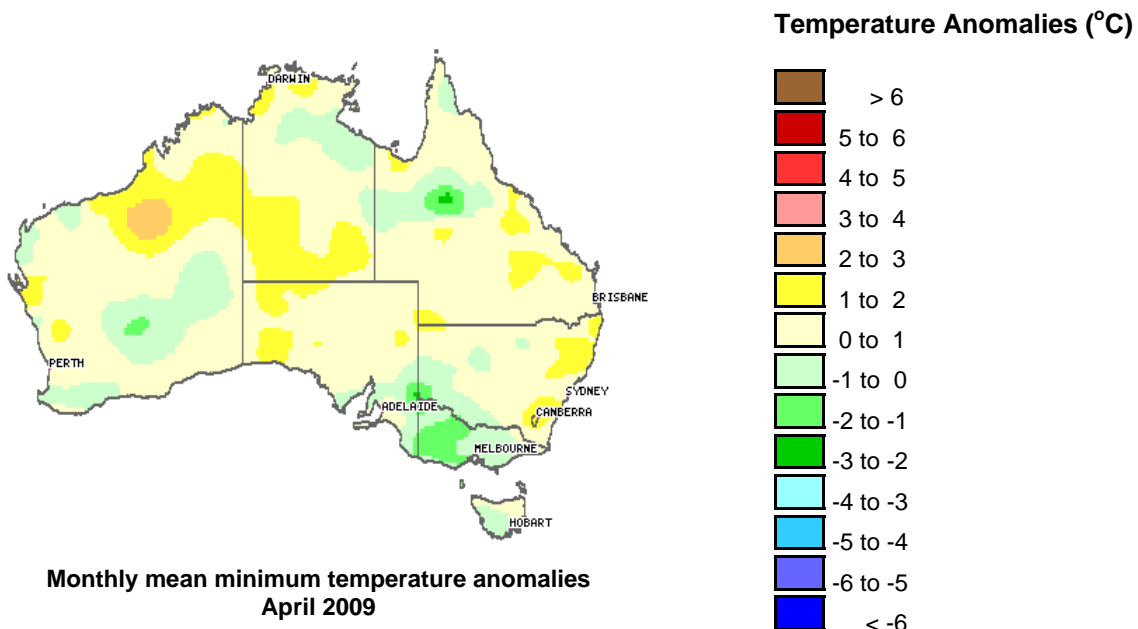 Temperature Anomalies (°C)
DARWIN
BRISBANE
PERTH
SYDNEY
ADELAIDE
CANBERRA
MELBOURNE
HOBART
Monthly mean minimum temperature anomalies
April 2009
> 6
5 to 6
4 to 5
3 to 4
2 to 3
1 to 2
0 to 1
-1 to 0
-2 to -1
-3 to -2
-4 to -3
-5 to -4
-6 to -5
< -6